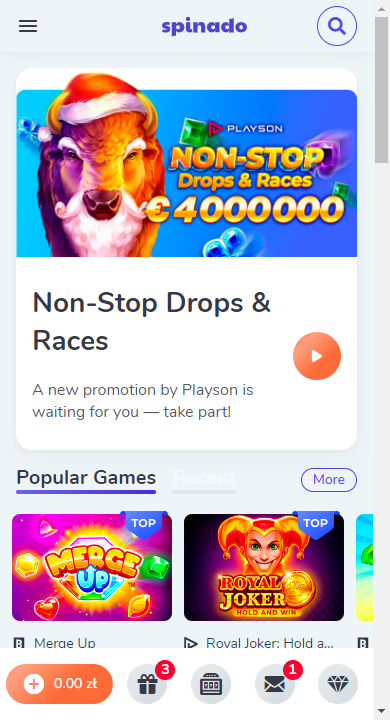 spinado
PLAYSON
NON-STOP
Drops & Races
€4000000
Non-Stop Drops &
Races
A new promotion by Playson is
waiting for you — take part!
Popular Games
Recent
More
TOP
TOP
MERGE
UP
TM
ROYAL
JOKER
HOLD AND WIN
Merge Up
Royal Joker: Hold a...
0.00 zł
3
1